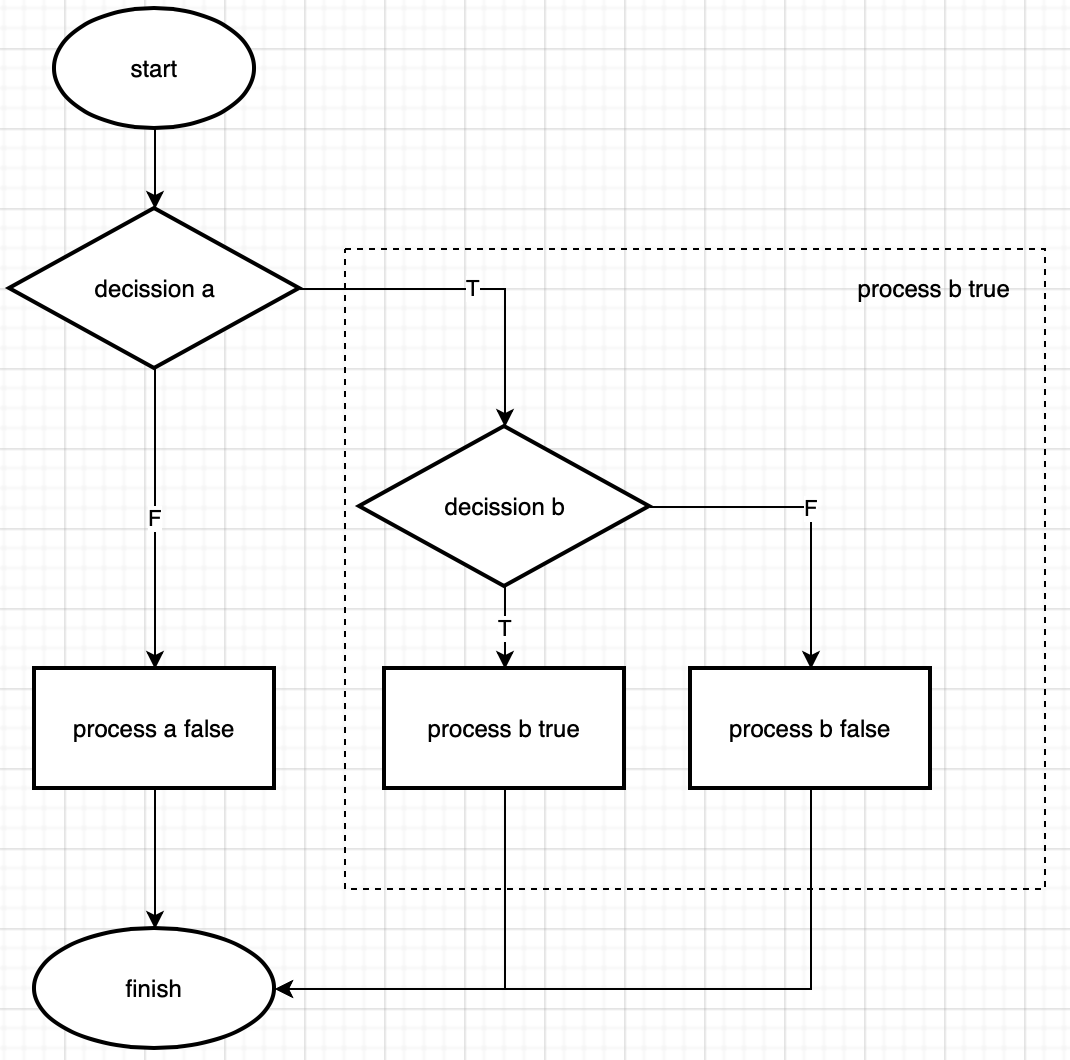 start
decission a
T
process b true
decission b
F
F
T
process a false
process b true
process b false
finish